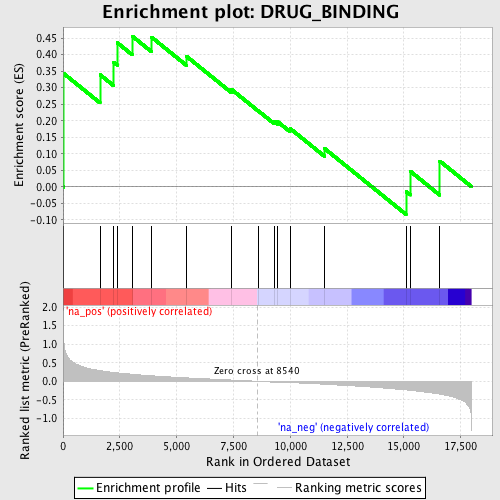 Enrichment plot: DRUG_BINDING
Enrichment score (ES)
0.45
0.40
0.35
0.30
0.25
0.20
0.15
0.10
0.05
0.00
-0.05
-0.10
'na_pos' (positively correlated)
Ranked list metric (PreRanked)
2.0
1.5
1.0
0.5
0.0
-0.5
-1.0
Zero cross at 8540
'na_neg' (negatively correlated)
0 2,500 5,000 7,500 10,000 12,500 15,000 17,500
Rank in Ordered Dataset
Enrichment profile Hits Ranking metric scores